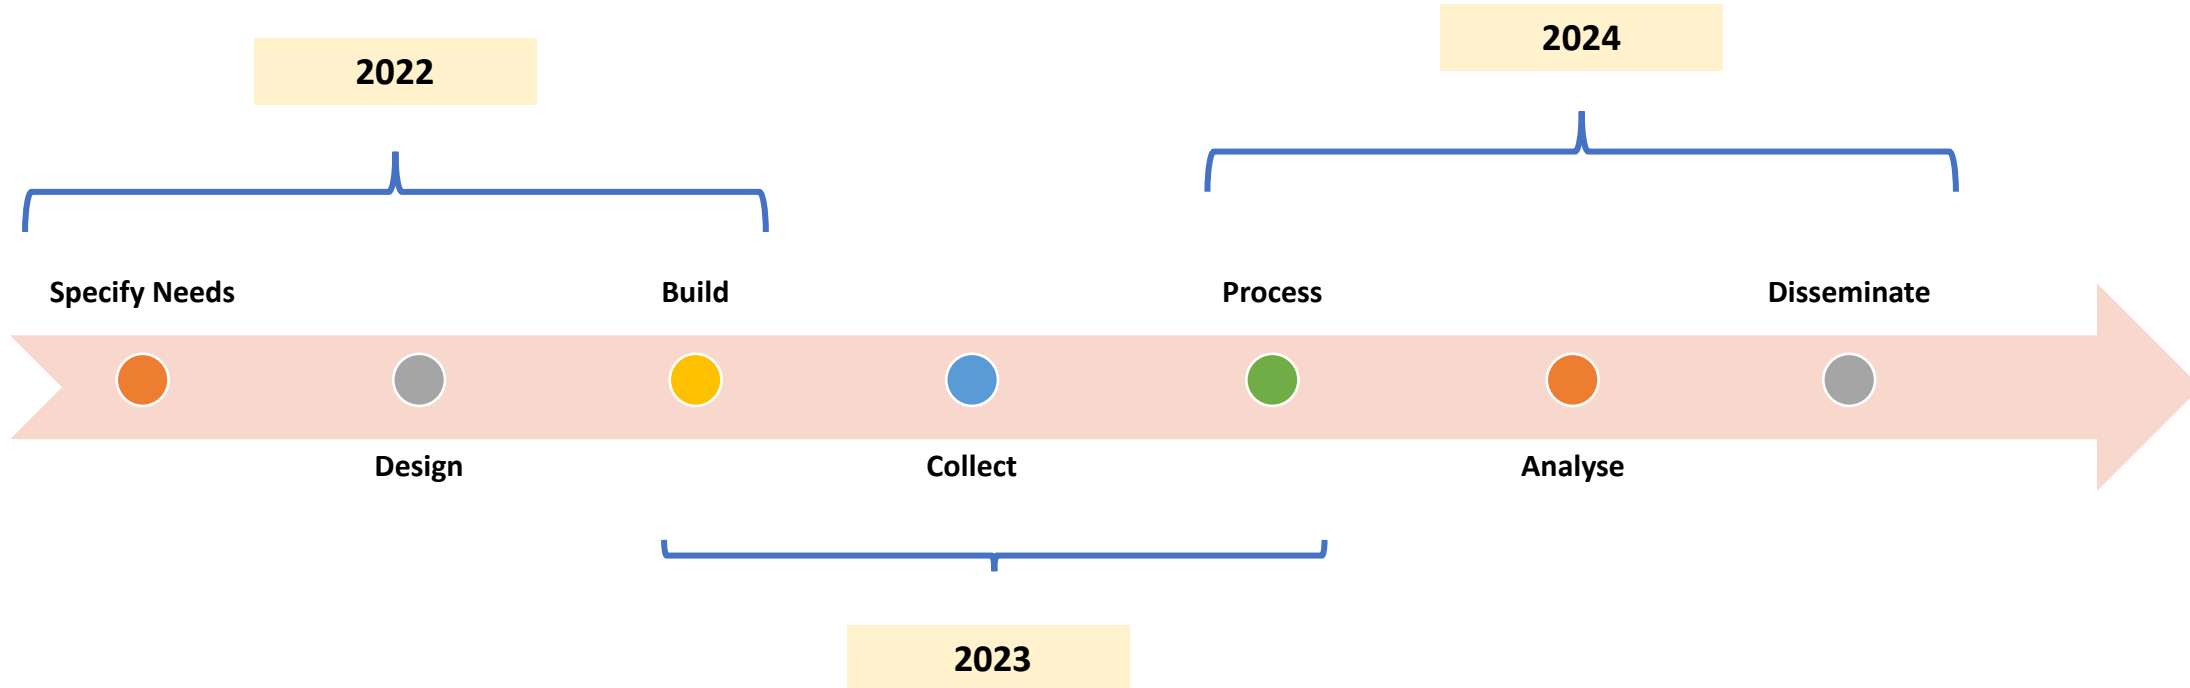 2024
2022
Specify Needs
Build
Process
Disseminate
Design
Collect
Analyse
2023